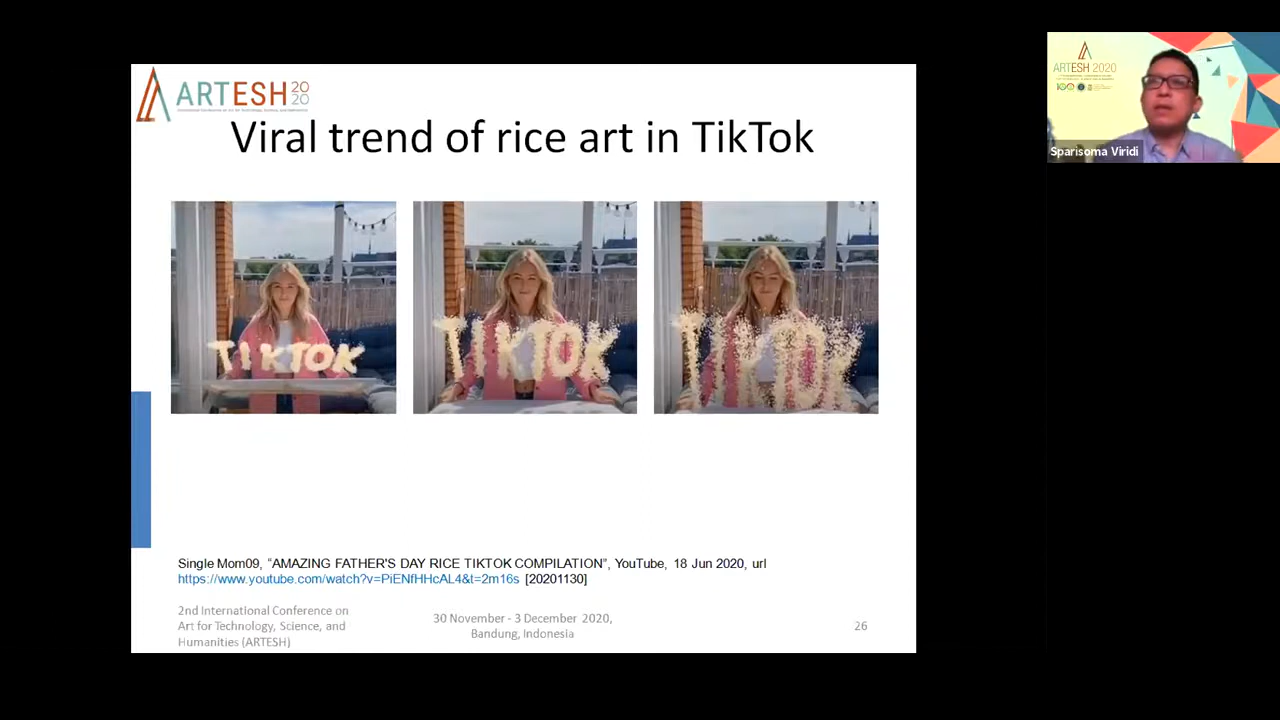 ARTESH 20
20
Viral trend of rice art in TikTok
TIKTOK
TIKTOK
TIKTOK
Single Mom09, “AMAZING FATHER'S DAY RICE TIKTOK COMPILATION”, YouTube, 18 Jun 2020, url
https://www.youtube.com/watch?v=PiENfHHcAL4&t=2m16s [20201130]
2nd International Conference on
Art for Technology, Science, and
Humanities (ARTESH)
30 November - 3 December 2020,
Bandung, Indonesia
26
ARTESH 2020
Sparisoma Viridi